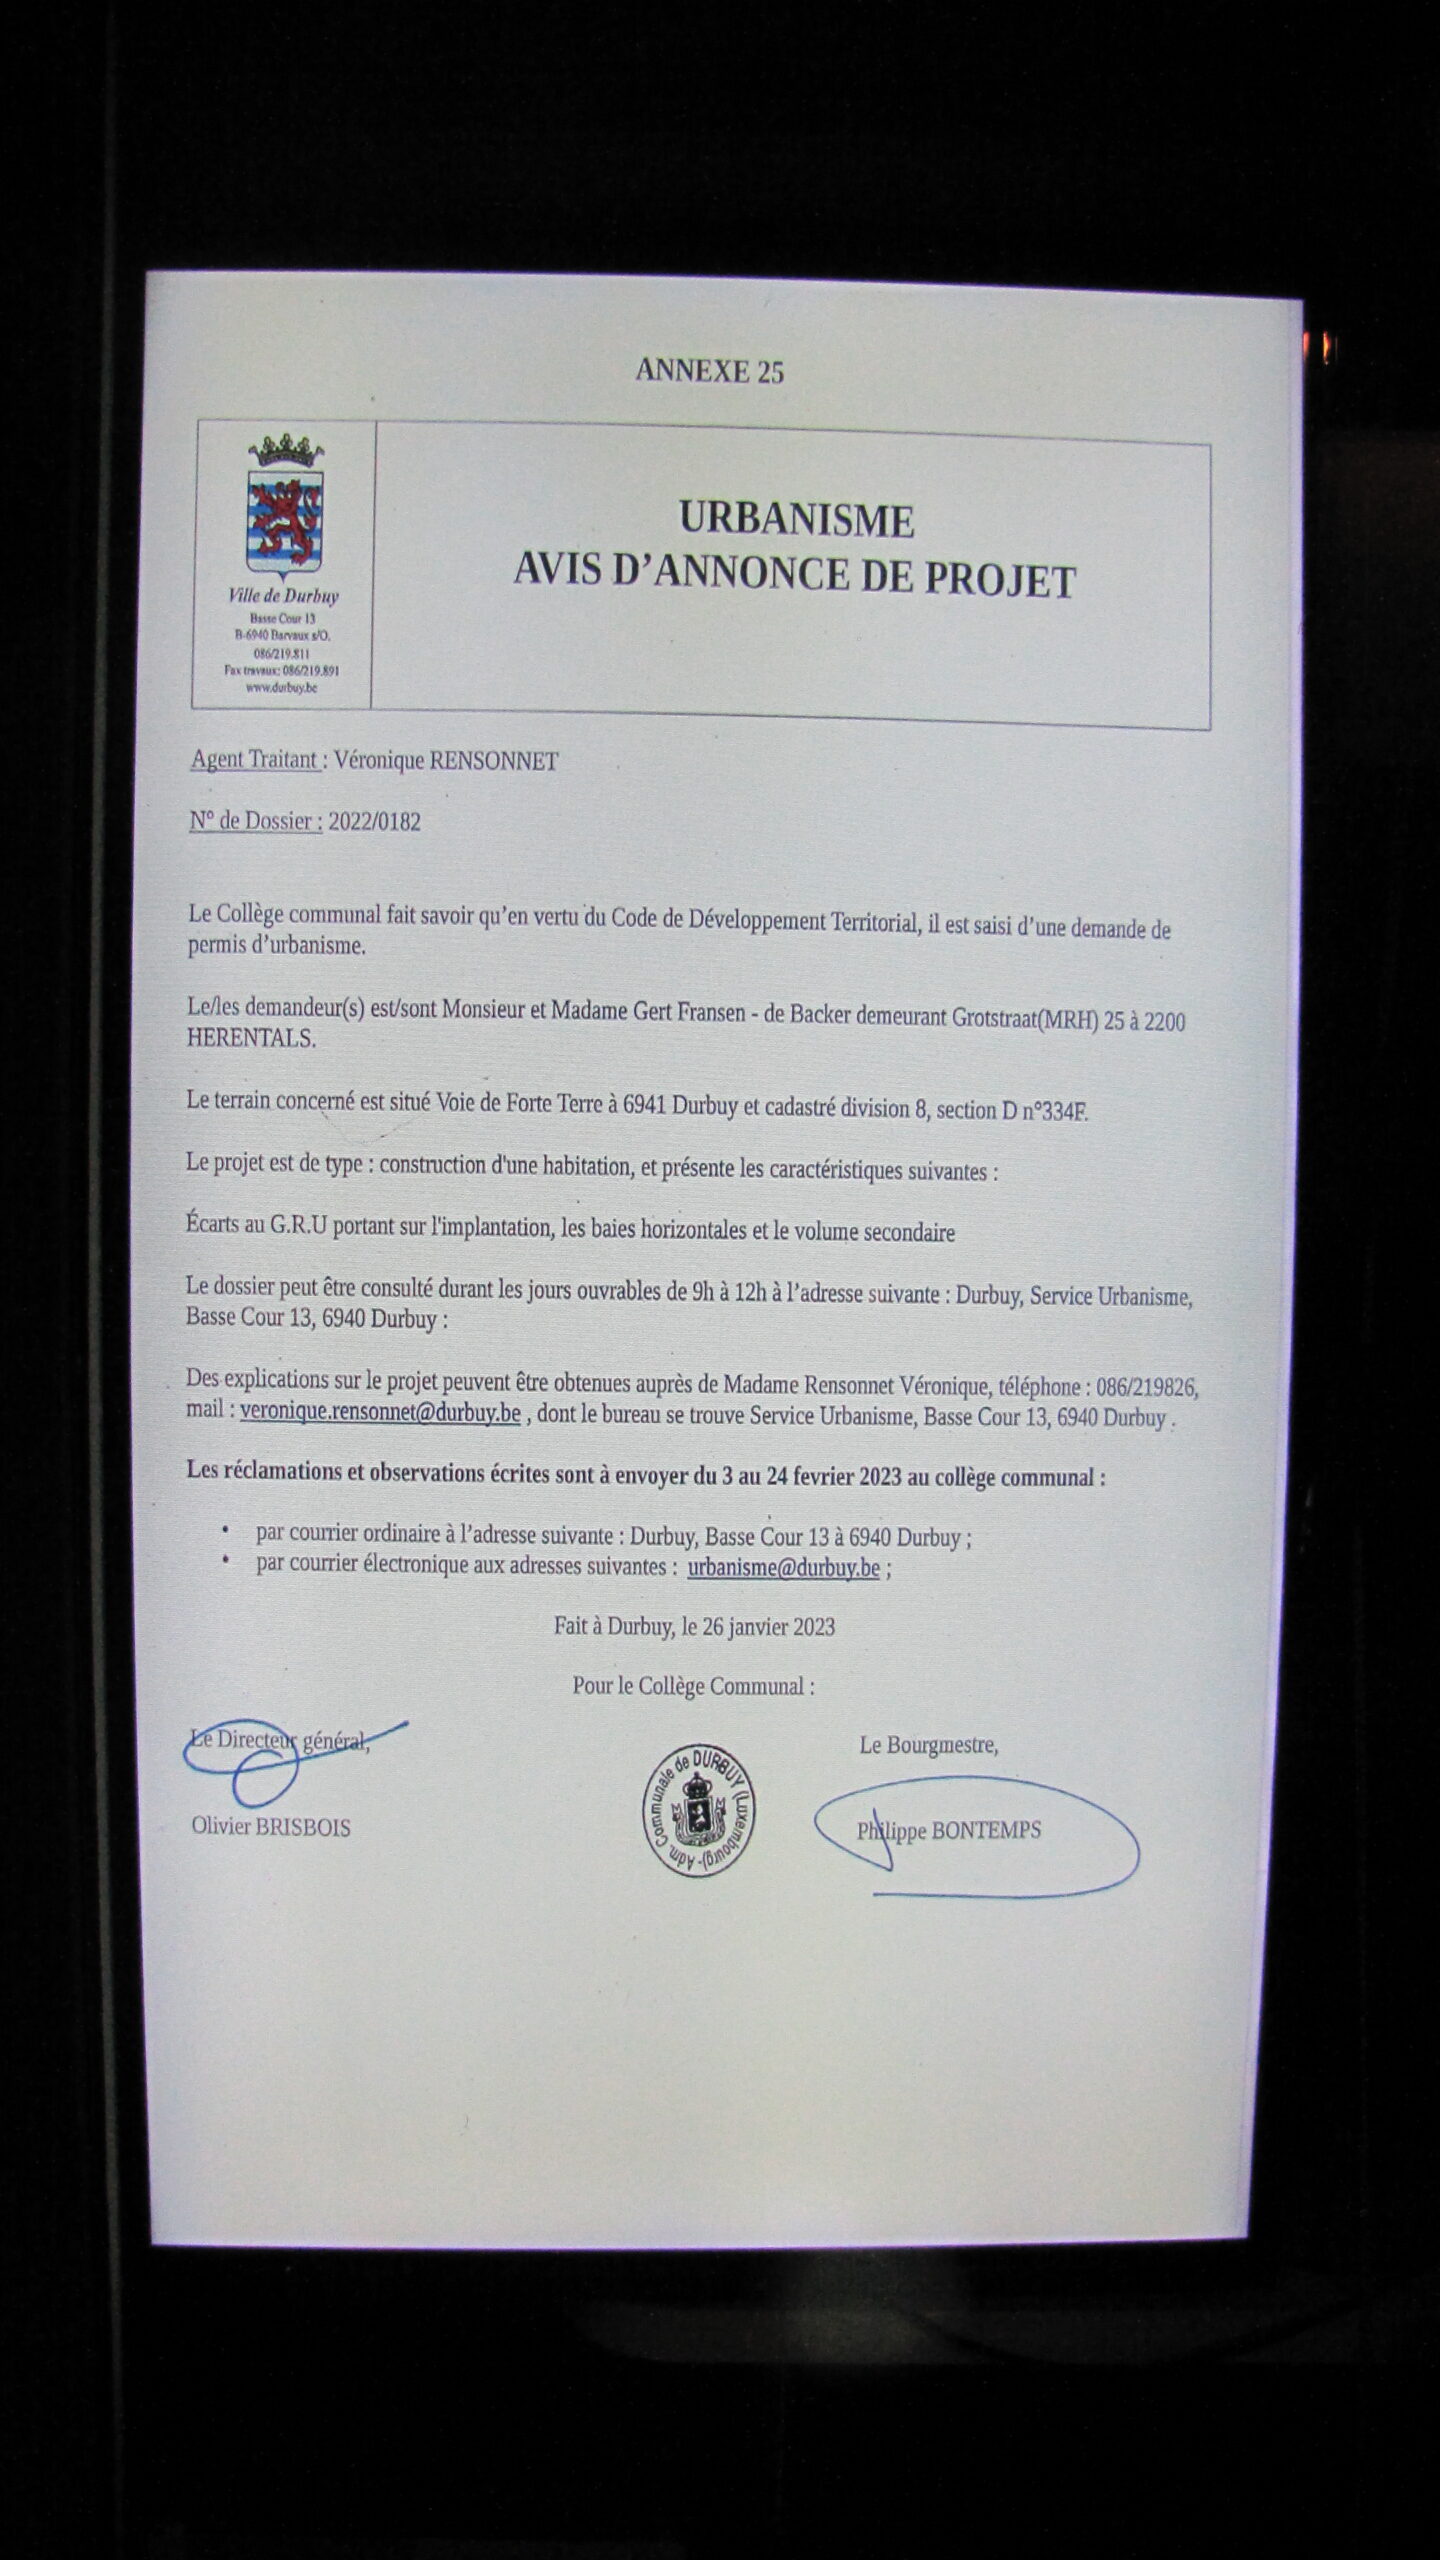 ANNEXE 25
Ville de Durbuy
Basse Cour 13
B-6940 Barvaux s/O.
086/219.811
Fax travaux: 086/219.891
www.durbuy.be
URBANISME
AVIS D’ANNONCE DE PROJET
Agent Traitant : Véronique RENSONNET
N° de Dossier : 2022/0182
Le Collège communal fait savoir qu’en vertu du Code de Développement Territorial, il est saisi d’une demande de
permis d’urbanisme.
Le/les demandeur(s) est/sont Monsieur et Madame Gert Fransen - de Backer demeurant Grotstraat(MRH) 25 à 2200
HERENTALS.
Le terrain concerné est situé Voie de Forte Terre à 6941 Durbuy et cadastré division 8, section D n°334F.
Le projet est de type : construction d'une habitation, et présente les caractéristiques suivantes :
Écarts au G.R.U portant sur l'implantation, les baies horizontales et le volume secondaire
Le dossier peut être consulté durant les jours ouvrables de 9h à 12h à l’adresse suivante : Durbuy, Service Urbanisme,
Basse Cour 13, 6940 Durbuy :
Des explications sur le projet peuvent être obtenues auprès de Madame Rensonnet Véronique, téléphone : 086/219826,
mail : veronique.rensonnet@durbuy.be , dont le bureau se trouve Service Urbanisme, Basse Cour 13, 6940 Durbuy .
Les réclamations et observations écrites sont à envoyer du 3 au 24 fevrier 2023 au collège communal :
• par courrier ordinaire à l’adresse suivante : Durbuy, Basse Cour 13 à 6940 Durbuy ;
• par courrier électronique aux adresses suivantes : urbanisme@durbuy.be ;
Fait à Durbuy, le 26 janvier 2023
Pour le Collège Communal :
Le Directeur général,
Olivier BRISBOIS
Adm. Communale de DURBUY (Luxembourg)-
Le Bourgmestre,
Philippe BONTEMPS